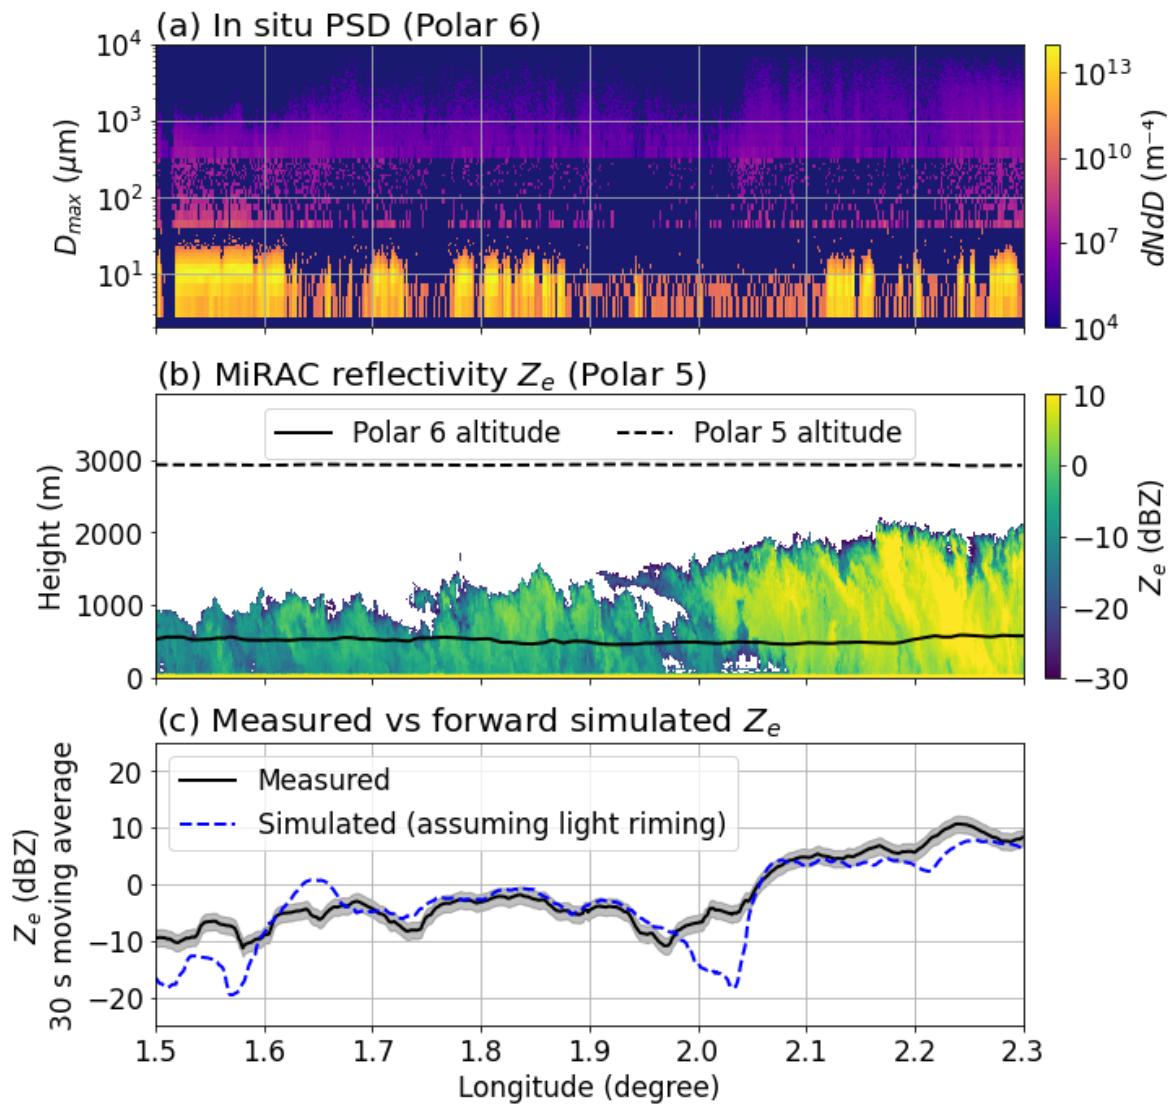 (a) In situ PSD (Polar 6)
10⁴
10³
10²
10¹
D_max (μm)
10¹³
10¹⁰
10⁷
10⁴
dNdD (m⁻⁴)
(b) MiRAC reflectivity Z_e (Polar 5)
Polar 6 altitude
Polar 5 altitude
3000
2000
1000
0
Height (m)
10
0
−10
−20
−30
Z_e (dBZ)
(c) Measured vs forward simulated Z_e
Measured
Simulated (assuming light riming)
20
10
0
−10
−20
Z_e (dBZ)
30 s moving average
1.5 1.6 1.7 1.8 1.9 2.0 2.1 2.2 2.3
Longitude (degree)